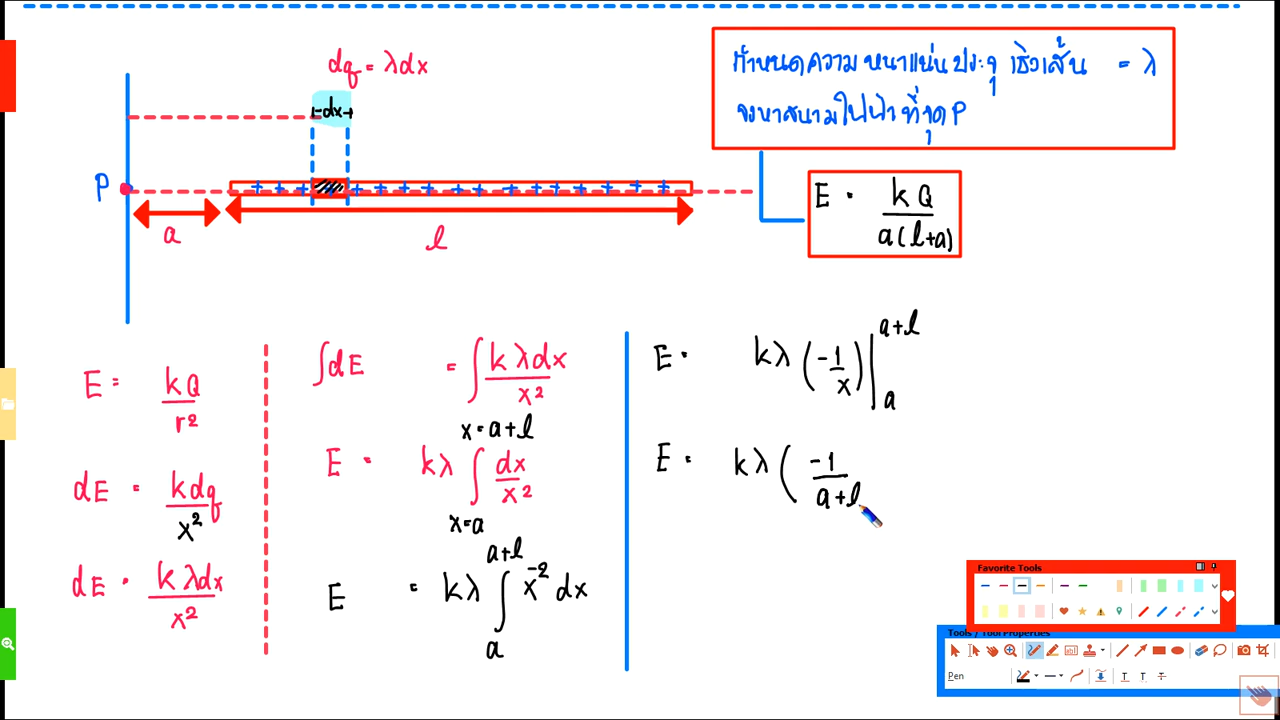 dq = λdx
dx
P
a
l
กำหนดความหนาแน่นประจุเชิงเส้น = λ
จงหาสนามไฟฟ้าที่จุด P
E = kQ / a(l+a)
E = kQ / r²
dE = kdq / x²
dE = kλdx / x²
∫dE = ∫ kλdx / x²
x=a+l
E = kλ ∫ dx / x²
x=a
a+l
E = kλ ∫ x⁻² dx
a
E = kλ (-1 / x) |
a+l
a
E = kλ ( -1 / a+l
Favorite Tools
Tools / Tool Properties
Pen